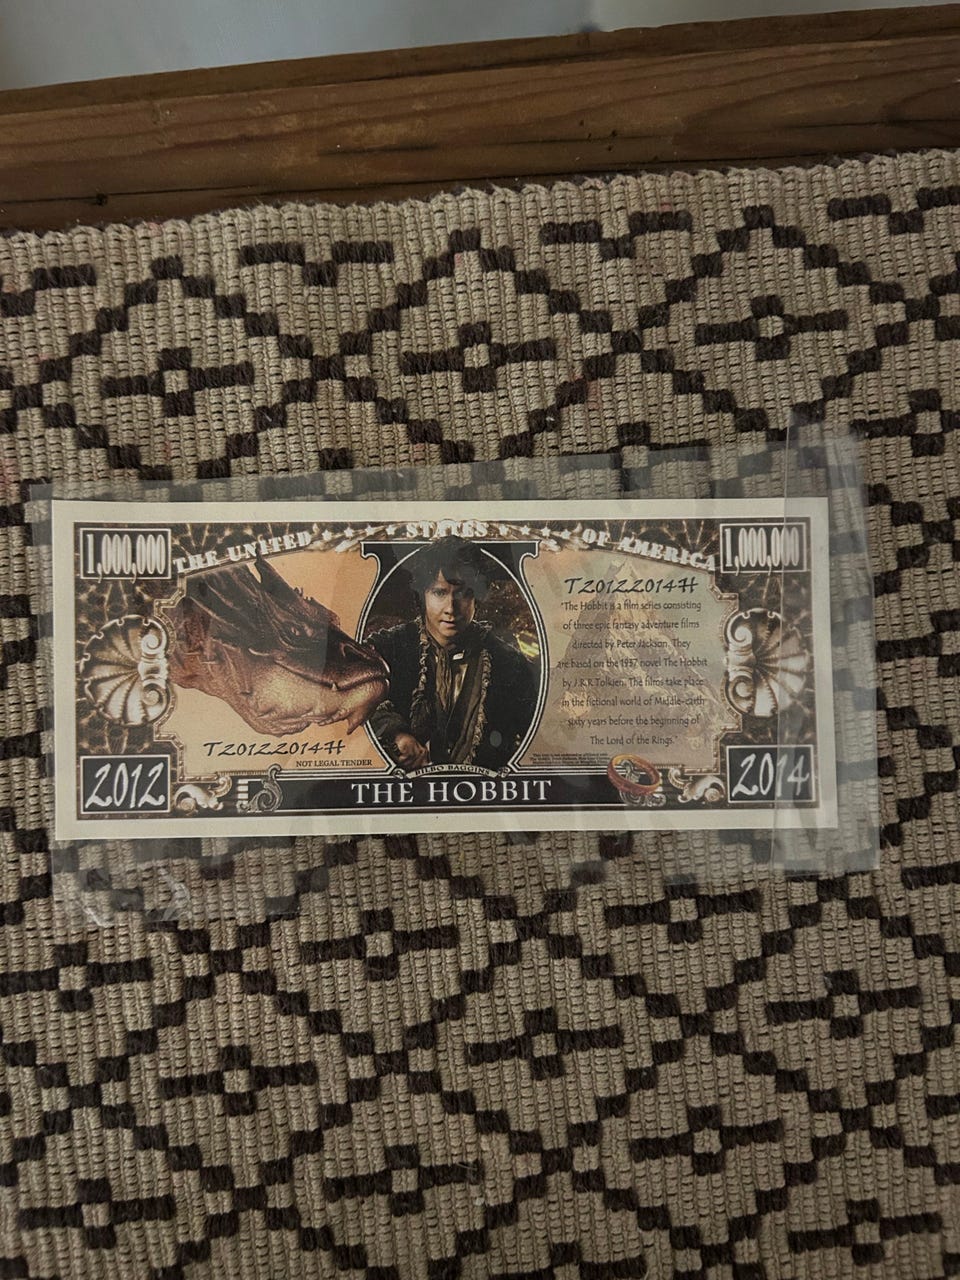 1,000,000
THE UNITED STATES OF AMERICA
1,000,000
T20122014H
"The Hobbit is a film series consisting
of three epic fantasy adventure films
directed by Peter Jackson. They
are based on the 1937 novel The Hobbit
by J.R.R Tolkien. The films take place
in the fictional world of Middle-earth
sixty years before the beginning of
The Lord of the Rings."
T20122014H
NOT LEGAL TENDER
BILBO BAGGINS
2012
THE HOBBIT
2014